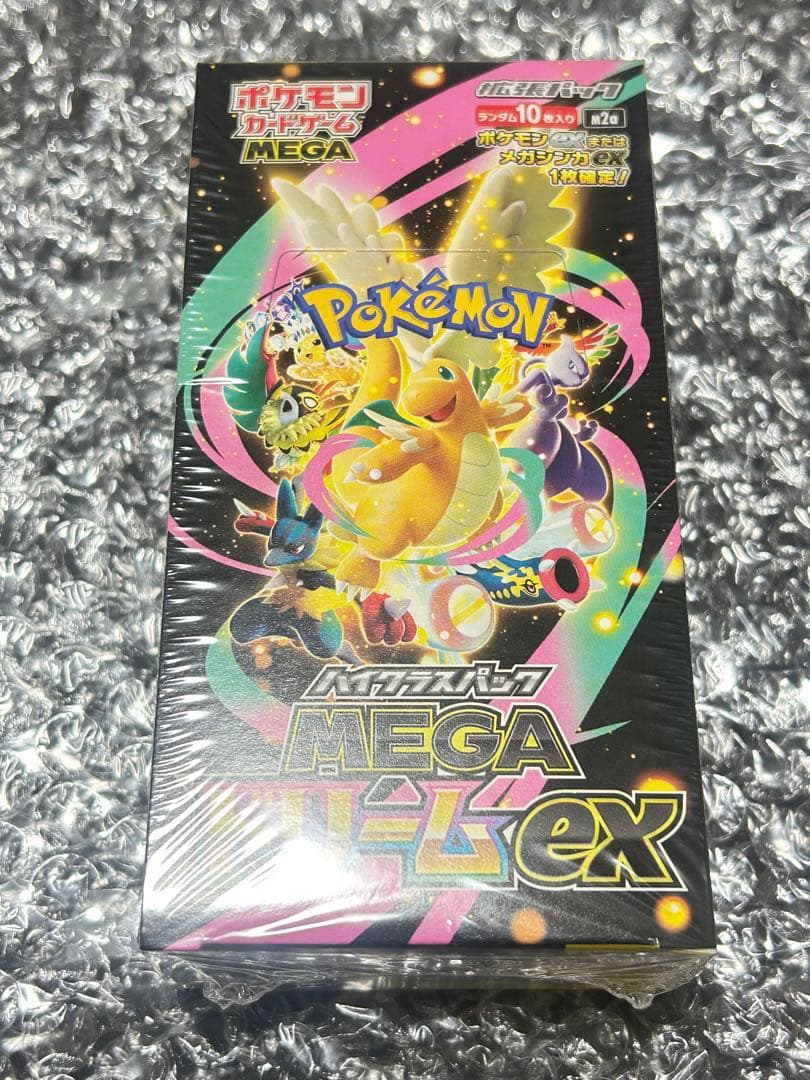 ポケモン
カードゲーム
MEGA
拡張パック
ランダム10枚入り M2a
ポケモンexまたは
メガシンカex
1枚確定!
POKéMON
TM
ハイクラスパック
MEGA
ドリームex